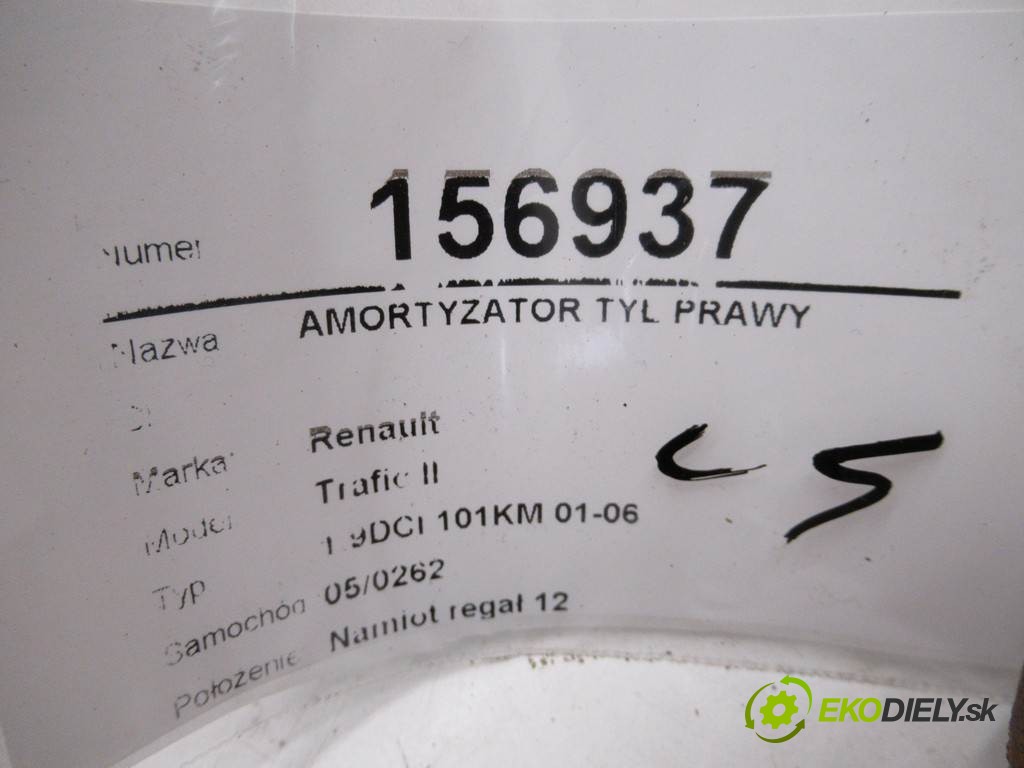 Numer 156937
Nazwa AMORTYZATOR TYŁ PRAWY
Marka Renault
Model Trafic II
Typ 1.9DCI 101KM 01-06
Samochód 05/0262
Położenie Namiot regał 12
C5
EKODIELY.sk